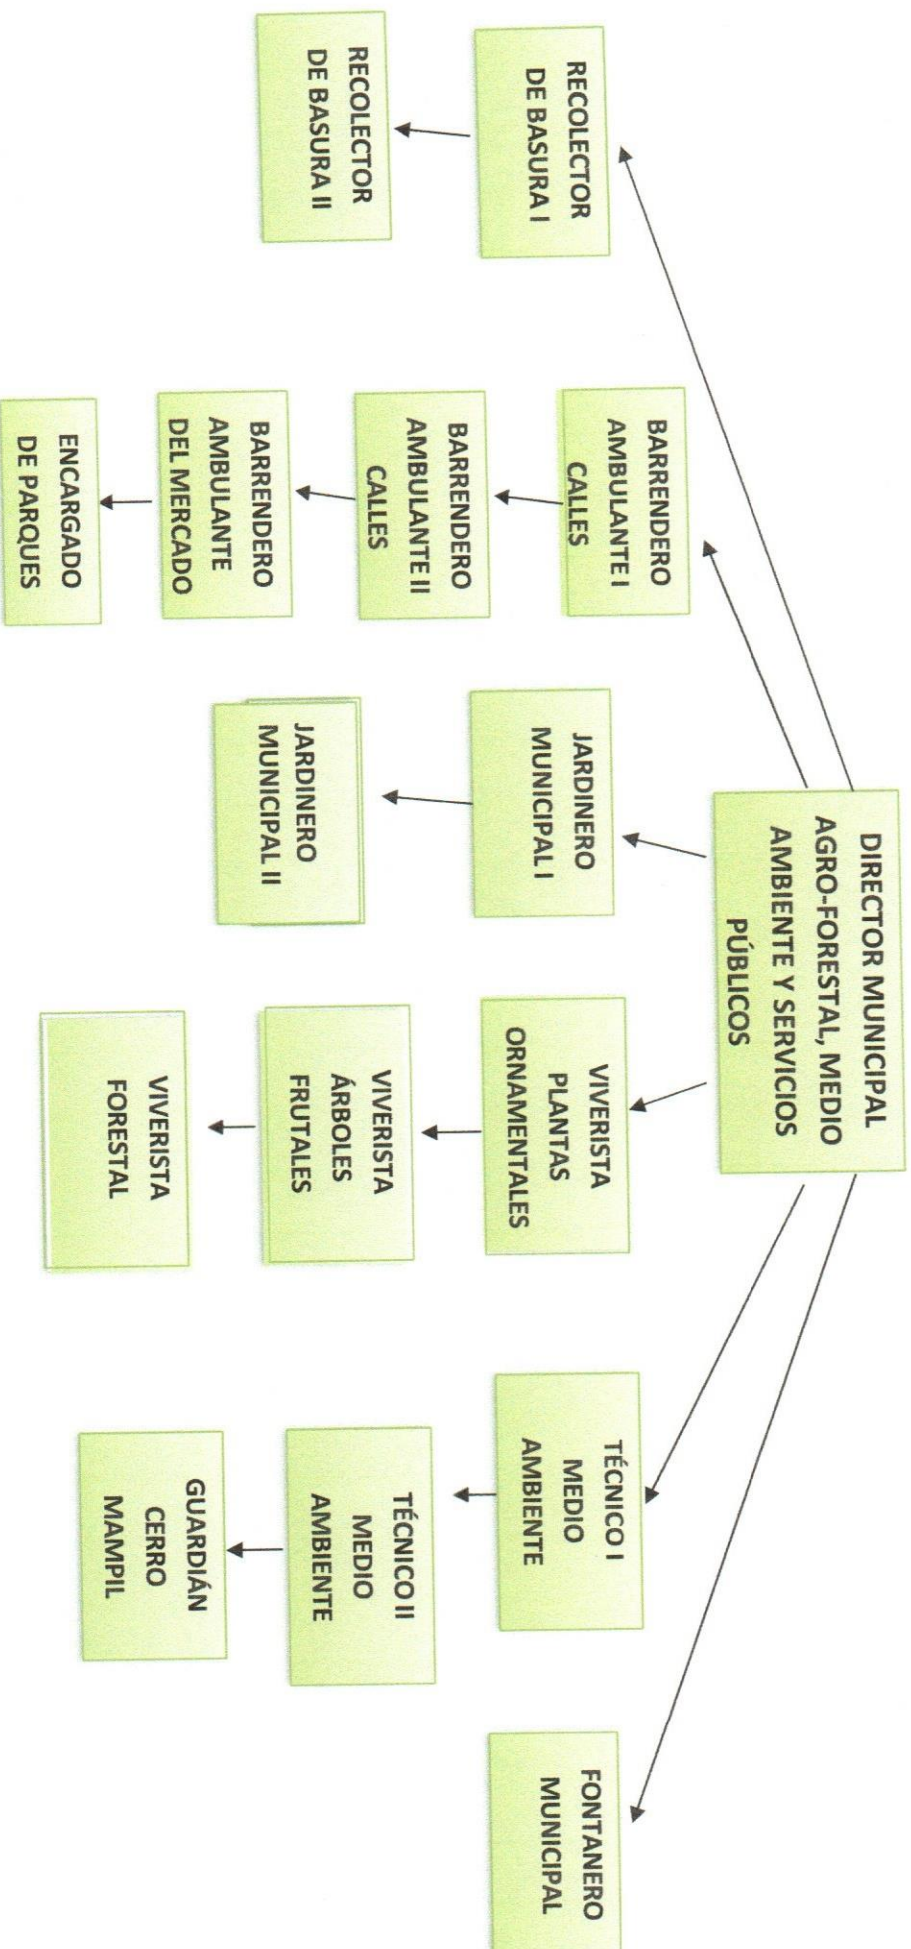 DIRECTOR MUNICIPAL
AGRO-FORESTAL, MEDIO
AMBIENTE Y SERVICIOS
PÚBLICOS
RECOLECTOR
DE BASURA I
RECOLECTOR
DE BASURA II
BARRENDERO
AMBULANTE I
CALLES
BARRENDERO
AMBULANTE II
CALLES
BARRENDERO
AMBULANTE
DEL MERCADO
ENCARGADO
DE PARQUES
JARDINERO
MUNICIPAL I
JARDINERO
MUNICIPAL II
VIVERISTA
PLANTAS
ORNAMENTALES
VIVERISTA
ÁRBOLES
FRUTALES
VIVERISTA
FORESTAL
TÉCNICO I
MEDIO
AMBIENTE
TÉCNICO II
MEDIO
AMBIENTE
GUARDIÁN
CERRO
MAMPIL
FONTANERO
MUNICIPAL